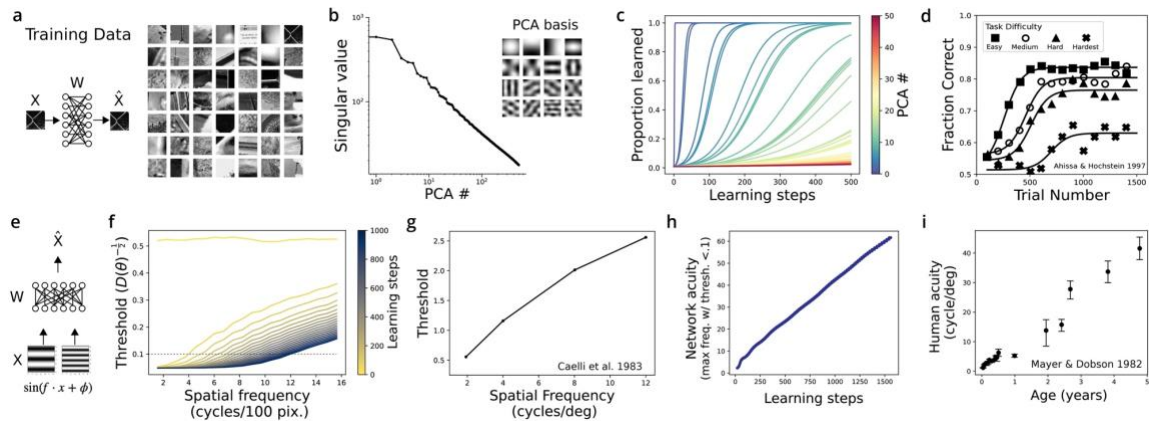 a
Training Data
W
X
X̂
b
Singular value
10³
10²
10⁰
10¹
10²
PCA #
PCA basis
c
Proportion learned
1.0
0.8
0.6
0.4
0.2
0.0
0 100 200 300 400 500
Learning steps
50
40
30
20
10
0
PCA #
d
Fraction Correct
0.9
0.8
0.7
0.6
0.5
Task Difficulty
Easy Medium Hard Hardest
0 500 1000 1500
Ahissa & Hochstein 1997
Trial Number
e
X̂
W
X
sin(f · x + ϕ)
f
Threshold (D(θ)^{-1/2})
0.5
0.4
0.3
0.2
0.1
2 4 6 8 10 12 14 16
Spatial frequency
(cycles/100 pix.)
1000
800
600
400
200
0
Learning steps
g
Threshold
2.5
2.0
1.5
1.0
0.5
Caelli et al. 1983
2 4 6 8 10 12
Spatial Frequency
(cycles/deg)
h
Network acuity
(max freq. w/ thresh. <.1)
60
50
40
30
20
10
0
0 250 500 750 1000 1250 1500
Learning steps
i
Human acuity
(cycle/deg)
40
30
20
10
0
Mayer & Dobson 1982
0 1 2 3 4 5
Age (years)